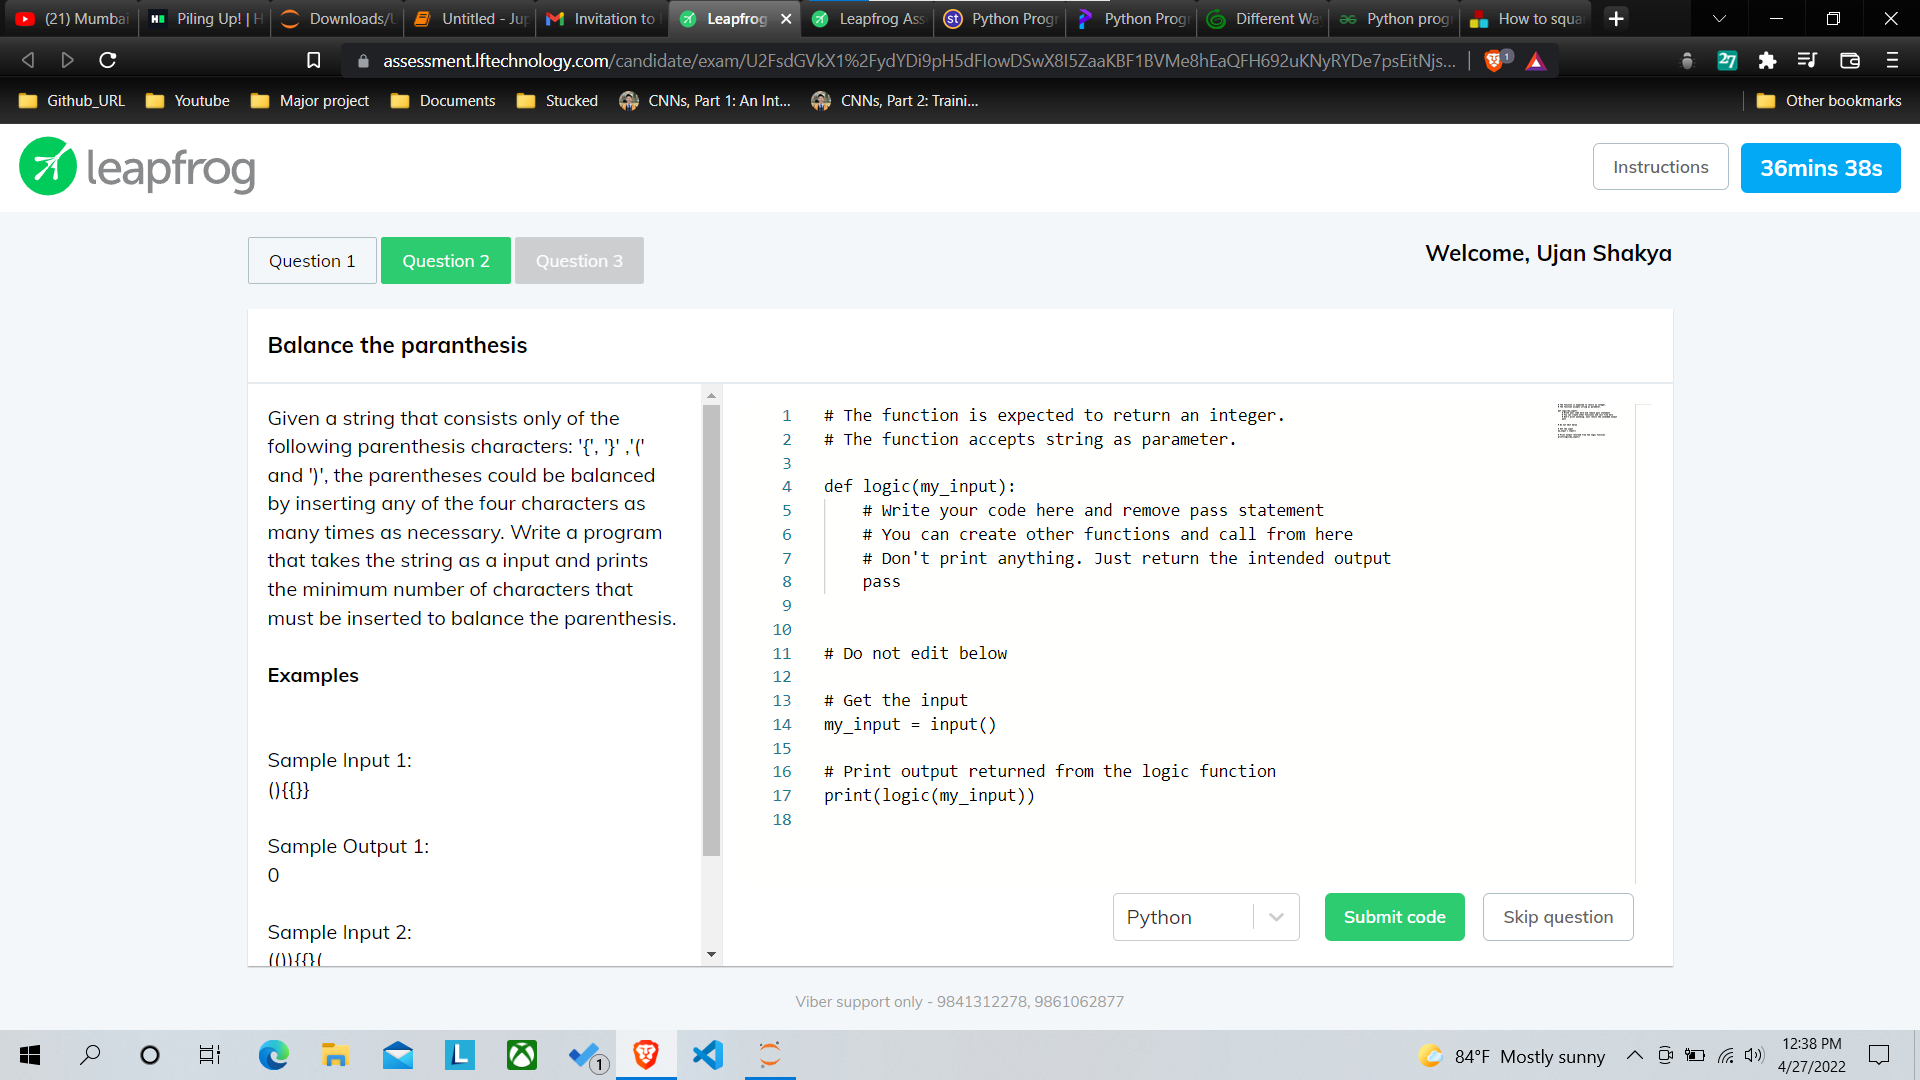 (21) Mumbai
Piling Up! | H
Downloads/U
Untitled - Jup
Invitation to
Leapfrog
Leapfrog Ass
Python Progr
Python Progr
Different Wa
Python prog
How to squa
assessment.lftechnology.com/candidate/exam/U2FsdGVkX1%2FydYDi9pH5dFIowDSwX8I5ZaaKBF1BVMe8hEaQFH692uKNyRYDe7psEitNjs...
1
27
Github_URL
Youtube
Major project
Documents
Stucked
CNNs, Part 1: An Int...
CNNs, Part 2: Traini...
Other bookmarks
leapfrog
Instructions
36mins 38s
Question 1
Question 2
Question 3
Welcome, Ujan Shakya
Balance the paranthesis
Given a string that consists only of the
following parenthesis characters: '{', '}' ,'('
and ')', the parentheses could be balanced
by inserting any of the four characters as
many times as necessary. Write a program
that takes the string as a input and prints
the minimum number of characters that
must be inserted to balance the parenthesis.
Examples
Sample Input 1:
(){{}}
Sample Output 1:
0
Sample Input 2:
(()){{}(
1 # The function is expected to return an integer.
2 # The function accepts string as parameter.
3
4 def logic(my_input):
5 # Write your code here and remove pass statement
6 # You can create other functions and call from here
7 # Don't print anything. Just return the intended output
8 pass
9
10
11 # Do not edit below
12
13 # Get the input
14 my_input = input()
15
16 # Print output returned from the logic function
17 print(logic(my_input))
18
Python
Submit code
Skip question
Viber support only - 9841312278, 9861062877
L
1
84°F Mostly sunny
12:38 PM
4/27/2022